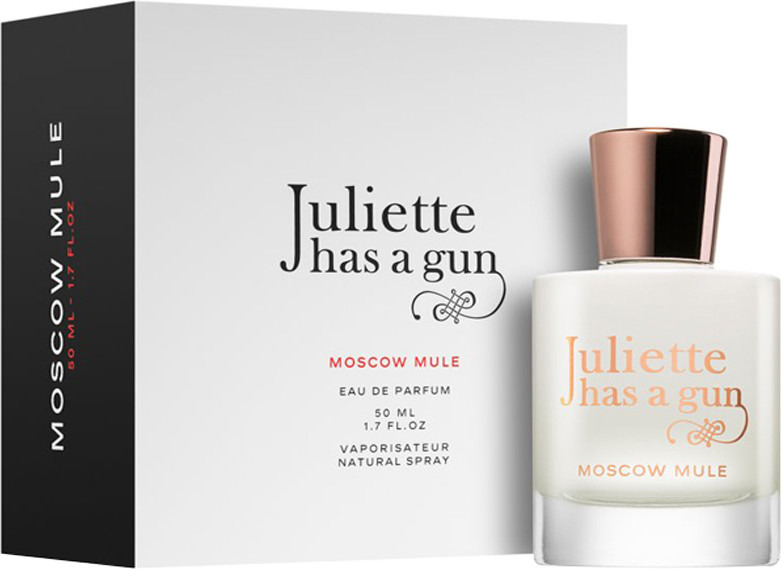 MOSCOW MULE
50 ML - 1.7 FL.OZ
Juliette
has a gun
MOSCOW MULE
EAU DE PARFUM
50 ML
1.7 FL.OZ
VAPORISATEUR
NATURAL SPRAY
Juliette
has a gun
MOSCOW MULE